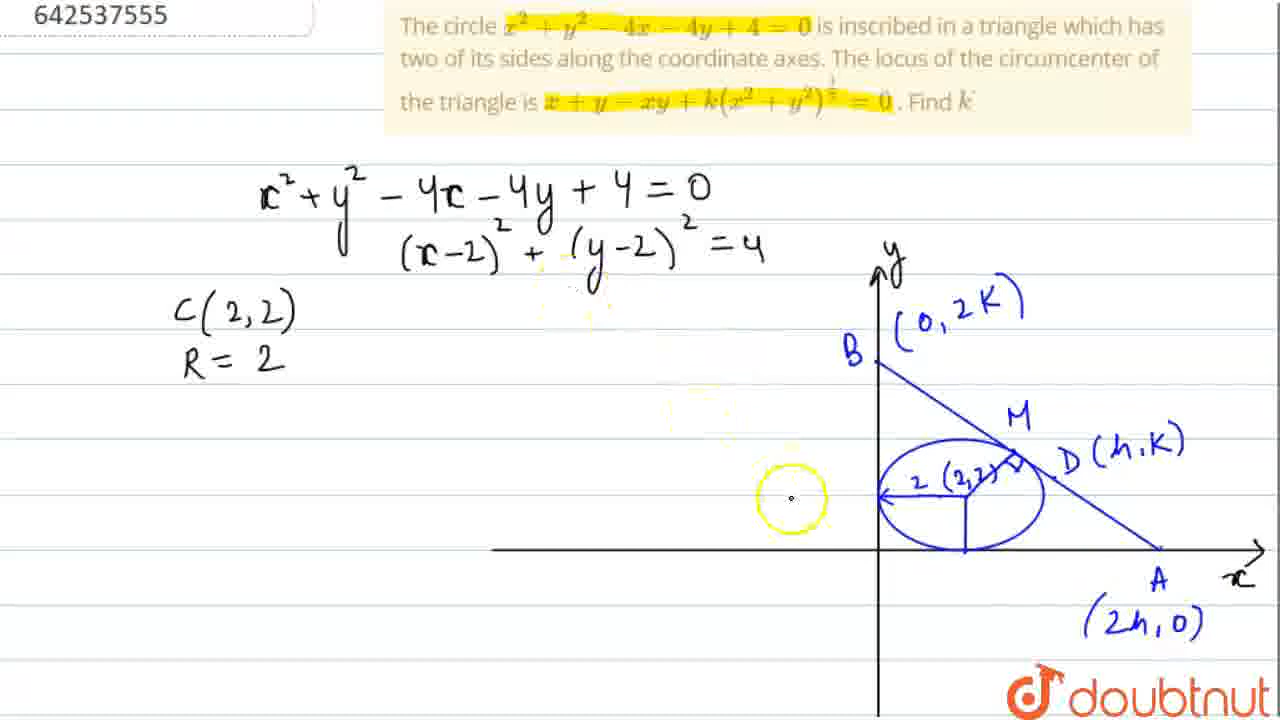 642537555
The circle x² + y² − 4x − 4y + 4 = 0 is inscribed in a triangle which has
two of its sides along the coordinate axes. The locus of the circumcenter of
the triangle is x + y − xy + k(x² + y²)^{1/2} = 0 . Find k
x² + y² − 4x − 4y + 4 = 0
(x−2)² + (y−2)² = 4
C(2,2)
R = 2
y
B (0, 2K)
M
D (h,K)
2 (2,2)
x
A
(2h,0)
doubtnut